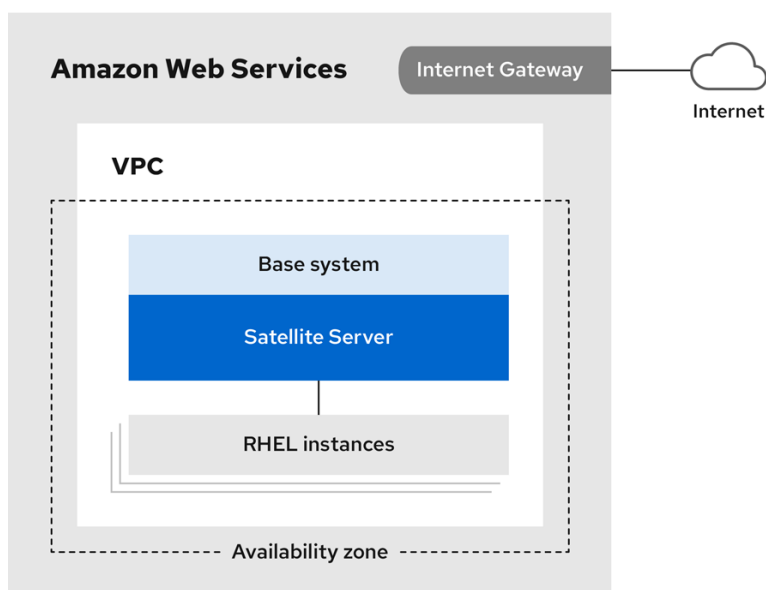 Amazon Web Services
Internet Gateway
Internet
VPC
Base system
Satellite Server
RHEL instances
Availability zone